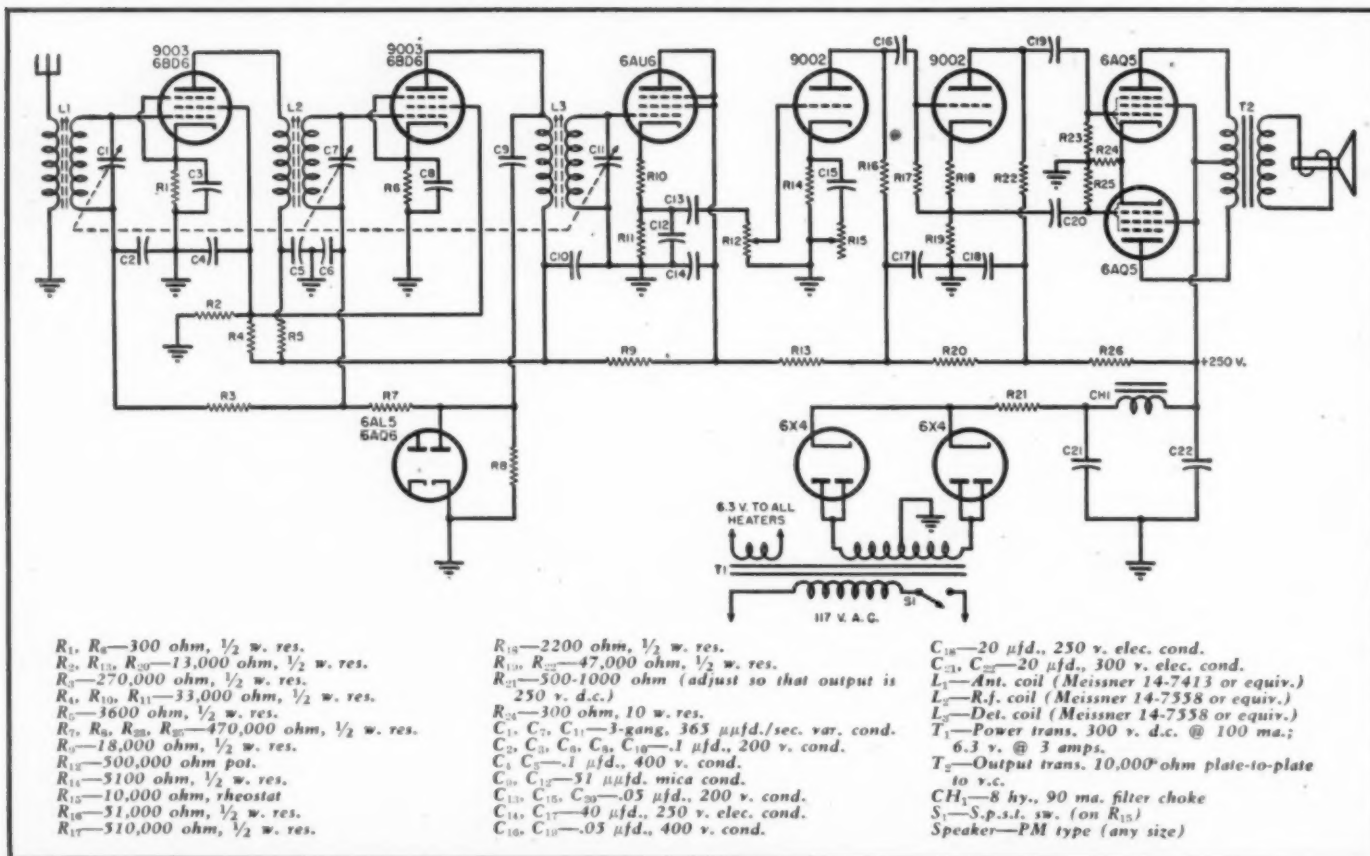 9003
6BD6
9003
6BD6
6AU6
9002
C16
9002
C19
6AQ5
L1
L2
L3
T2
C1
C7
C9
C11
R1
C3
R6
C8
R10
R14
C15
R16
R17
R18
R22
R23
R24
R25
C13
C12
R11
R12
R15
R19
C20
C2
C4
C5
C6
C10
C14
C17
C18
6AQ5
R2
R4
R5
R9
R13
R20
R26
+250 V.
R3
R7
R21
CH1
6AL5
6AQ6
R8
6X4
6X4
C21
C22
6.3 V. TO ALL
HEATERS
T1
S1
117 V. A.C.
R1, R6—300 ohm, 1/2 w. res.
R2, R13, R20—13,000 ohm, 1/2 w. res.
R3—270,000 ohm, 1/2 w. res.
R4, R10, R11—33,000 ohm, 1/2 w. res.
R5—3600 ohm, 1/2 w. res.
R7, R8, R23, R25—470,000 ohm, 1/2 w. res.
R9—18,000 ohm, 1/2 w. res.
R12—500,000 ohm pot.
R14—5100 ohm, 1/2 w. res.
R15—10,000 ohm, rheostat
R16—51,000 ohm, 1/2 w. res.
R17—510,000 ohm, 1/2 w. res.
R18—2200 ohm, 1/2 w. res.
R19, R22—47,000 ohm, 1/2 w. res.
R21—500-1000 ohm (adjust so that output is
250 v. d.c.)
R24—300 ohm, 10 w. res.
C1, C7, C11—3-gang, 365 μμfd./sec. var. cond.
C2, C3, C6, C8, C10—.1 μfd., 200 v. cond.
C4 C5—.1 μfd., 400 v. cond.
C9, C12—51 μμfd. mica cond.
C13, C15, C20—.05 μfd., 200 v. cond.
C14, C17—40 μfd., 250 v. elec. cond.
C16, C19—.05 μfd., 400 v. cond.
C18—20 μfd., 250 v. elec. cond.
C21, C22—20 μfd., 300 v. elec. cond.
L1—Ant. coil (Meissner 14-7413 or equiv.)
L2—R.f. coil (Meissner 14-7558 or equiv.)
L3—Det. coil (Meissner 14-7558 or equiv.)
T1—Power trans. 300 v. d.c. @ 100 ma.;
6.3 v. @ 3 amps.
T2—Output trans. 10,000 ohm plate-to-plate
to v.c.
CH1—8 hy., 90 ma. filter choke
S1—S.p.s.t. sw. (on R15)
Speaker—PM type (any size)